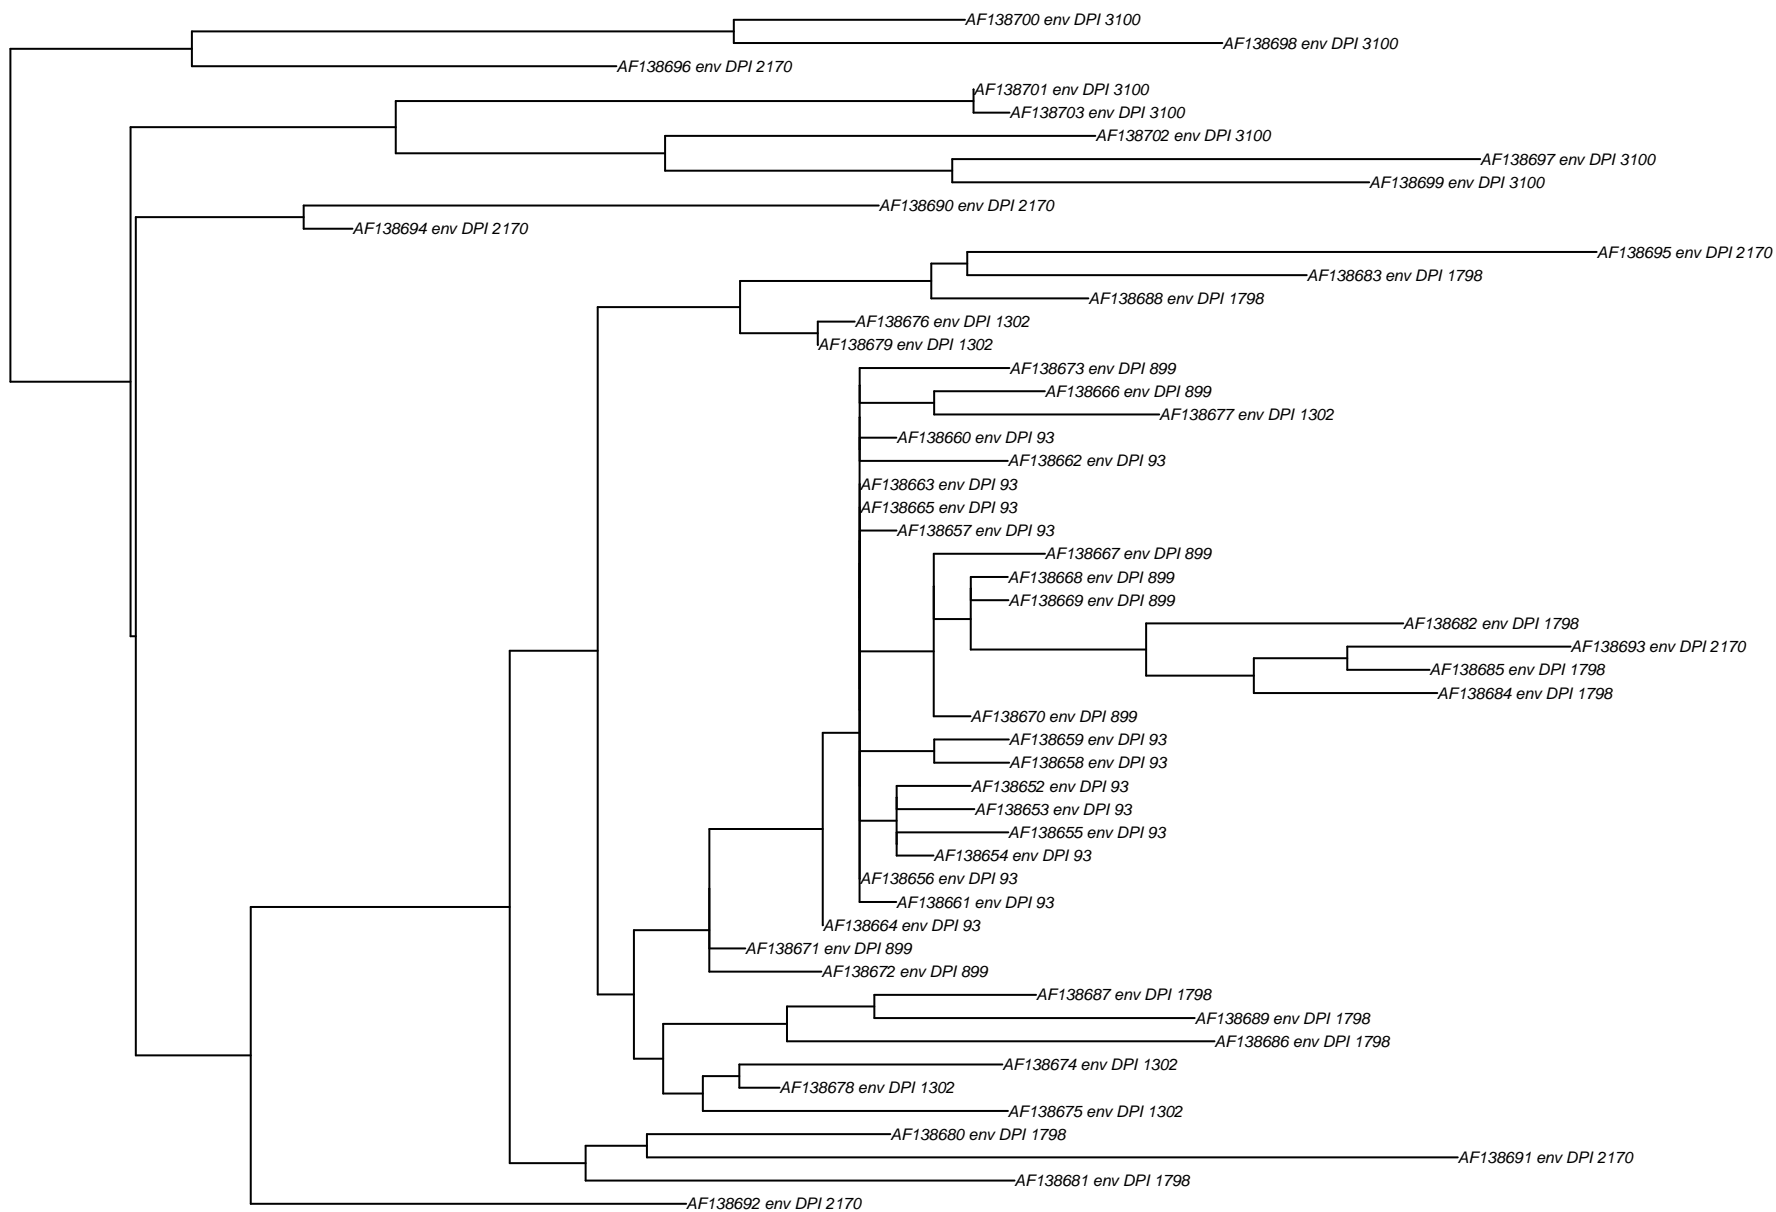 AF138700 env DPI 3100
AF138698 env DPI 3100
AF138696 env DPI 2170
AF138701 env DPI 3100
AF138703 env DPI 3100
AF138702 env DPI 3100
AF138697 env DPI 3100
AF138699 env DPI 3100
AF138690 env DPI 2170
AF138694 env DPI 2170
AF138695 env DPI 2170
AF138683 env DPI 1798
AF138688 env DPI 1798
AF138676 env DPI 1302
AF138679 env DPI 1302
AF138673 env DPI 899
AF138666 env DPI 899
AF138677 env DPI 1302
AF138660 env DPI 93
AF138662 env DPI 93
AF138663 env DPI 93
AF138665 env DPI 93
AF138657 env DPI 93
AF138667 env DPI 899
AF138668 env DPI 899
AF138669 env DPI 899
AF138682 env DPI 1798
AF138693 env DPI 2170
AF138685 env DPI 1798
AF138684 env DPI 1798
AF138670 env DPI 899
AF138659 env DPI 93
AF138658 env DPI 93
AF138652 env DPI 93
AF138653 env DPI 93
AF138655 env DPI 93
AF138654 env DPI 93
AF138656 env DPI 93
AF138661 env DPI 93
AF138664 env DPI 93
AF138671 env DPI 899
AF138672 env DPI 899
AF138687 env DPI 1798
AF138689 env DPI 1798
AF138686 env DPI 1798
AF138674 env DPI 1302
AF138678 env DPI 1302
AF138675 env DPI 1302
AF138680 env DPI 1798
AF138691 env DPI 2170
AF138681 env DPI 1798
AF138692 env DPI 2170